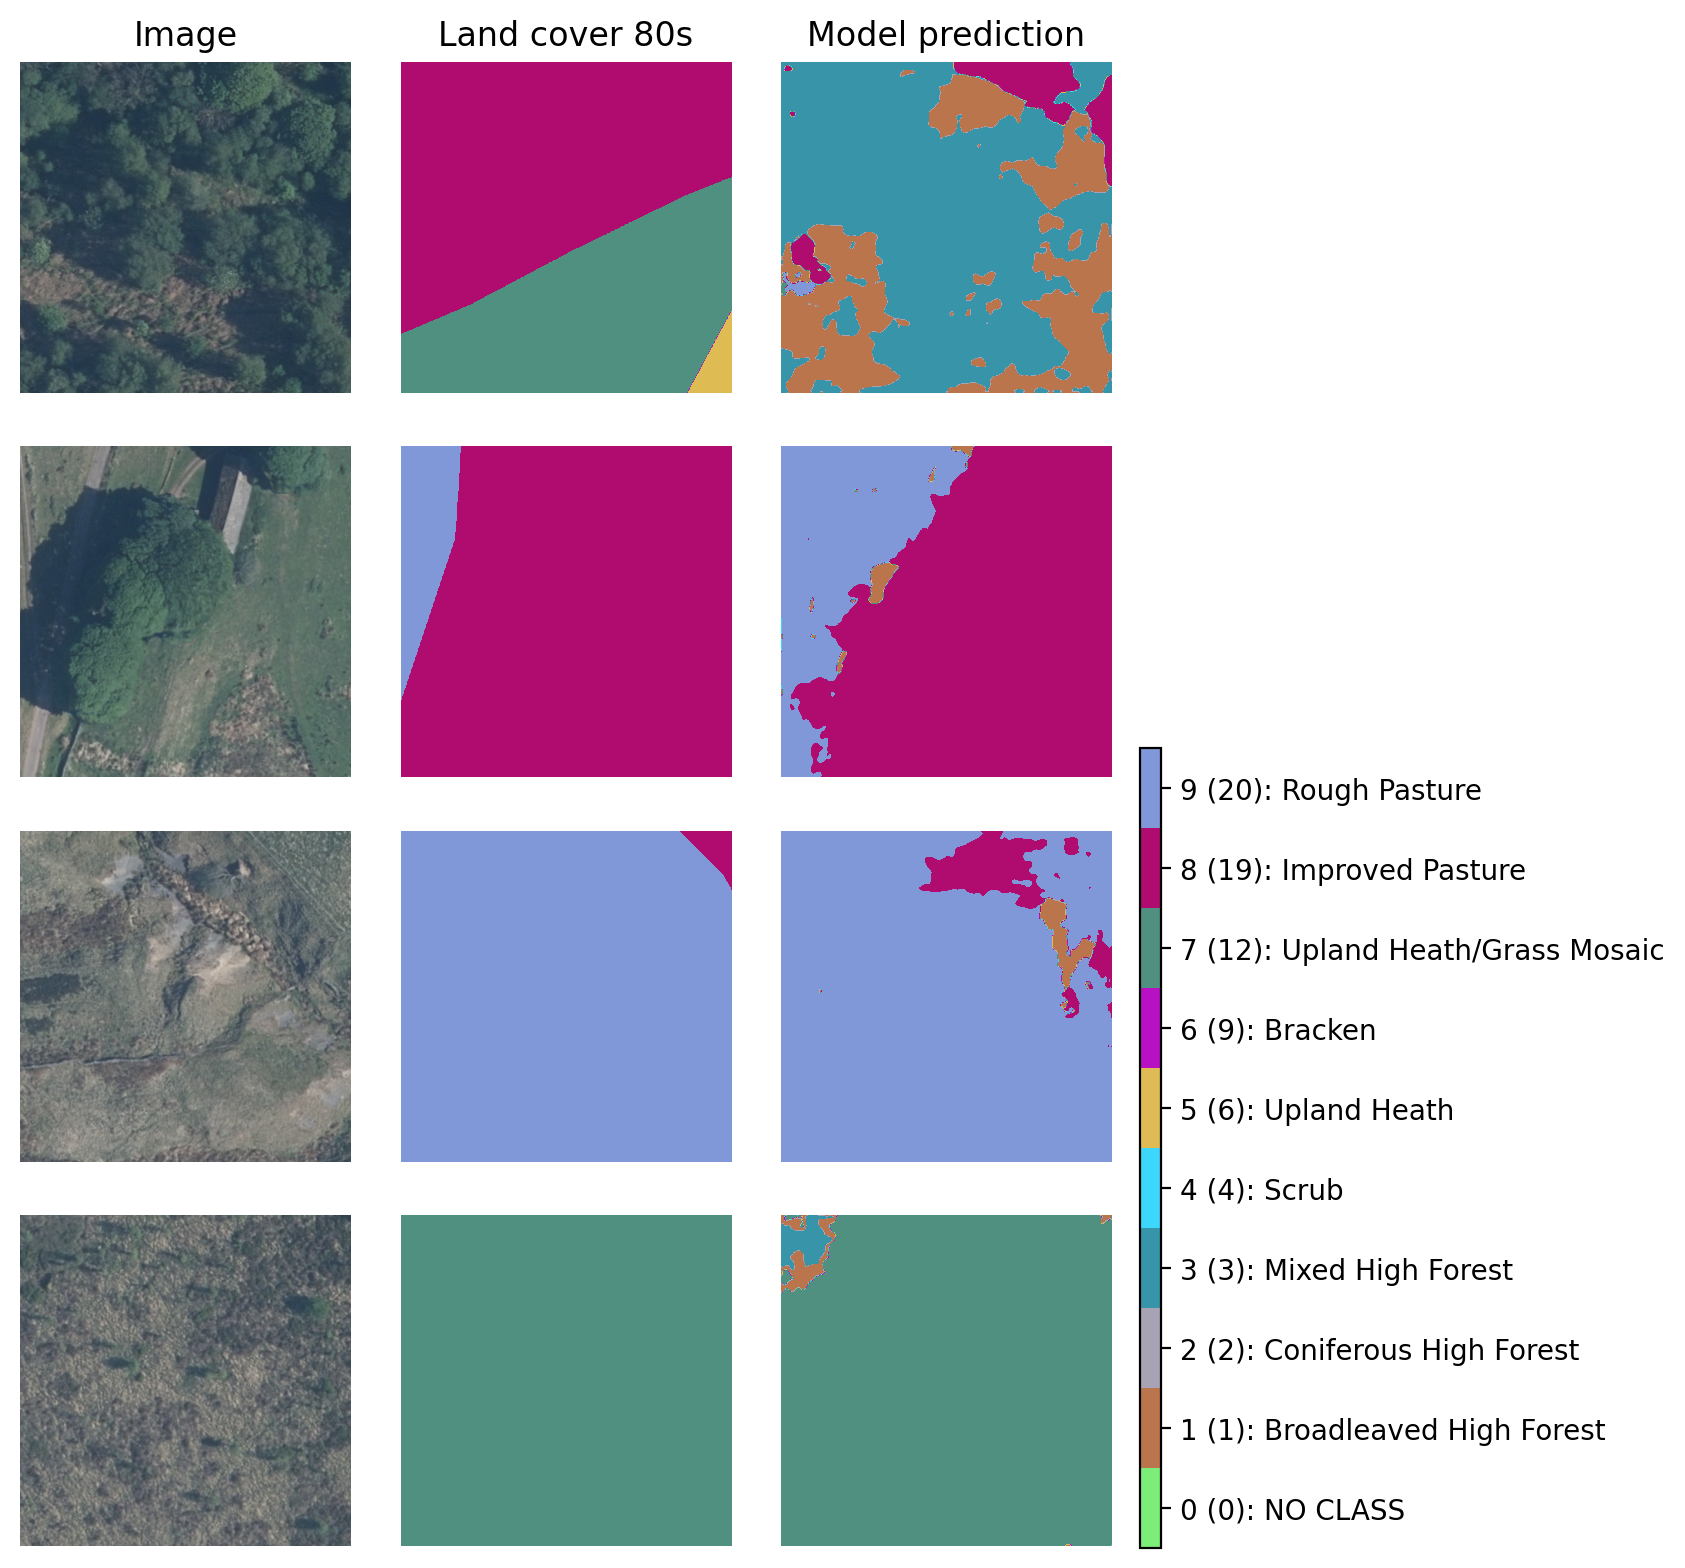 Image
Land cover 80s
Model prediction
9 (20): Rough Pasture
8 (19): Improved Pasture
7 (12): Upland Heath/Grass Mosaic
6 (9): Bracken
5 (6): Upland Heath
4 (4): Scrub
3 (3): Mixed High Forest
2 (2): Coniferous High Forest
1 (1): Broadleaved High Forest
0 (0): NO CLASS